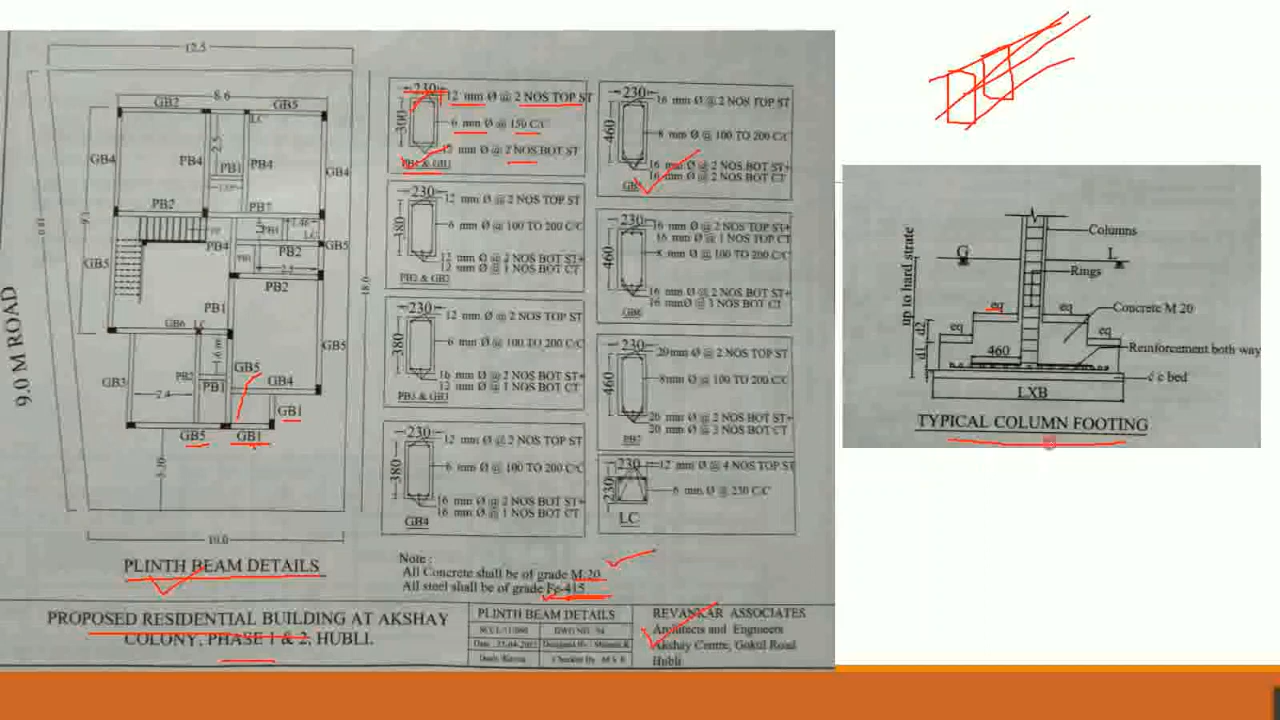 12.5
8.6
GB2
GB5
LC
GB4
PB4
2.5
PB1
PB4
GB4
PB2
PB7
PB4
PB1
LC
GB5
PB2
GB5
PB2
PB1
18.0
9.0 M ROAD
GB6
LC
GB5
GB3
PB2
1.6 m
GB5
PB1
GB4
2.4
GB1
GB5
GB1
10.0
PLINTH BEAM DETAILS
230
300
12 mm Ø @ 2 NOS TOP ST
6 mm Ø @ 150 C/C
12 mm Ø @ 2 NOS BOT ST
PB1 & GB1
230
380
12 mm Ø @ 2 NOS TOP ST
6 mm Ø @ 100 TO 200 C/C
12 mm Ø @ 2 NOS BOT ST+
12 mm Ø @ 1 NOS BOT CT
PB2 & GB2
230
380
12 mm Ø @ 2 NOS TOP ST
6 mm Ø @ 100 TO 200 C/C
16 mm Ø @ 2 NOS BOT ST+
12 mm Ø @ 1 NOS BOT CT
PB3 & GB3
230
380
12 mm Ø @ 2 NOS TOP ST
6 mm Ø @ 100 TO 200 C/C
16 mm Ø @ 2 NOS BOT ST+
16 mm Ø @ 1 NOS BOT CT
GB4
230
460
16 mm Ø @ 2 NOS TOP ST
8 mm Ø @ 100 TO 200 C/C
16 mm Ø @ 2 NOS BOT ST+
16 mm Ø @ 2 NOS BOT CT
230
460
16 mm Ø @ 2 NOS TOP ST+
16 mm Ø @ 1 NOS TOP CT
8 mm Ø @ 100 TO 200 C/C
16 mm Ø @ 2 NOS BOT ST+
16 mm Ø @ 3 NOS BOT CT
GB6
230
460
20 mm Ø @ 2 NOS TOP ST
8 mm Ø @ 100 TO 200 C/C
20 mm Ø @ 2 NOS BOT ST+
20 mm Ø @ 3 NOS BOT CT
PB7
230
230
12 mm Ø @ 4 NOS TOP ST
6 mm Ø @ 230 C/C
LC
Note :
All Concrete shall be of grade M-20
All steel shall be of grade Fe-415
PROPOSED RESIDENTIAL BUILDING AT AKSHAY
COLONY, PHASE 1 & 2, HUBLI.
PLINTH BEAM DETAILS
DWG NO.
Date
Designed By
Checked By
REVANKAR ASSOCIATES
Architects and Engineers
Akshay Centre, Gokul Road
Hubli
Columns
G
L
Rings
up to hard strate
eq
eq
Concrete M 20
d2
eq
eq
d1
460
Reinforcement both way
c c bed
LXB
TYPICAL COLUMN FOOTING